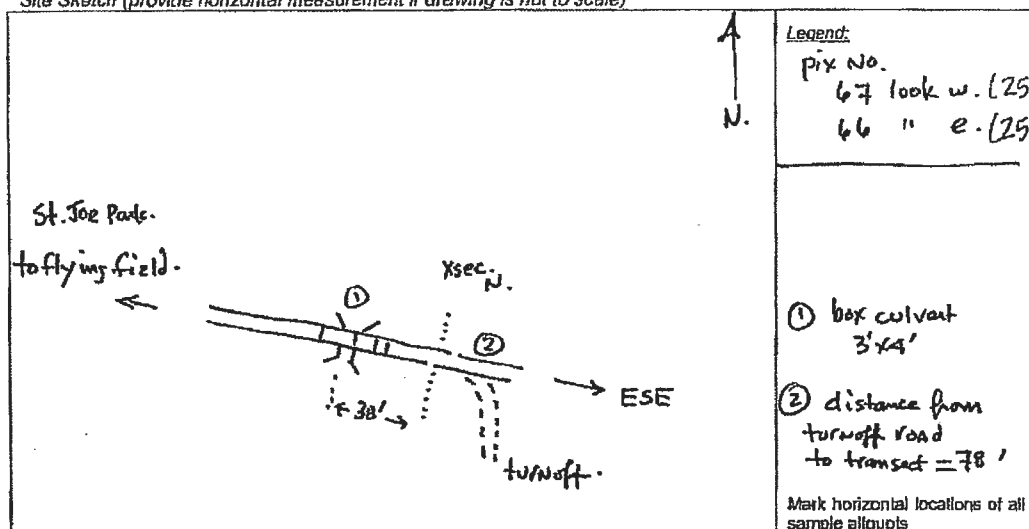 Site Sketch (provide horizontal measurement if drawing is not to scale)
N.
St. Joe Park.
to flying field.
xsec.
N.
①
②
38'
ESE
turnoff.
Legend:
pix No.
67 look w. (25
66 " e. (25
① box culvert
3'x4'
② distance from
turnoff road
to transect = 78'
Mark horizontal locations of all
sample aliquots